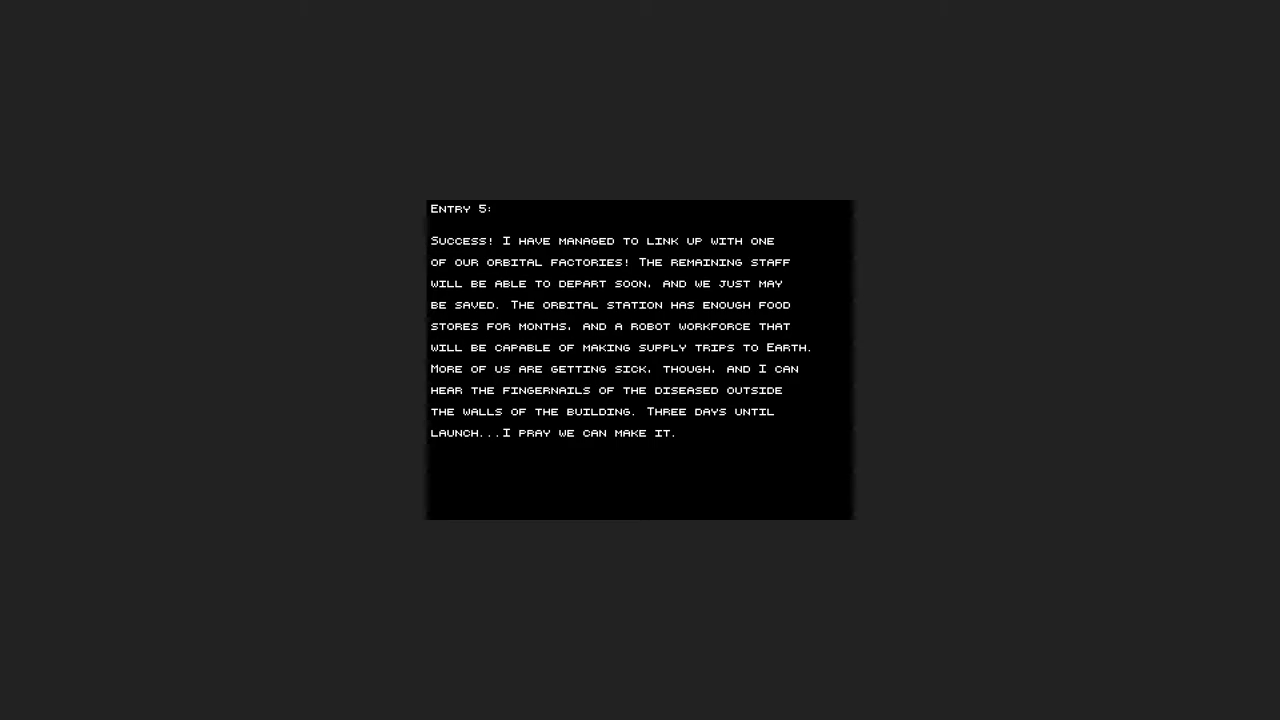 Entry 5:
Success! I have managed to link up with one
of our orbital factories! The remaining staff
will be able to depart soon, and we just may
be saved. The orbital station has enough food
stores for months, and a robot workforce that
will be capable of making supply trips to Earth.
More of us are getting sick, though, and I can
hear the fingernails of the diseased outside
the walls of the building. Three days until
launch...I pray we can make it.